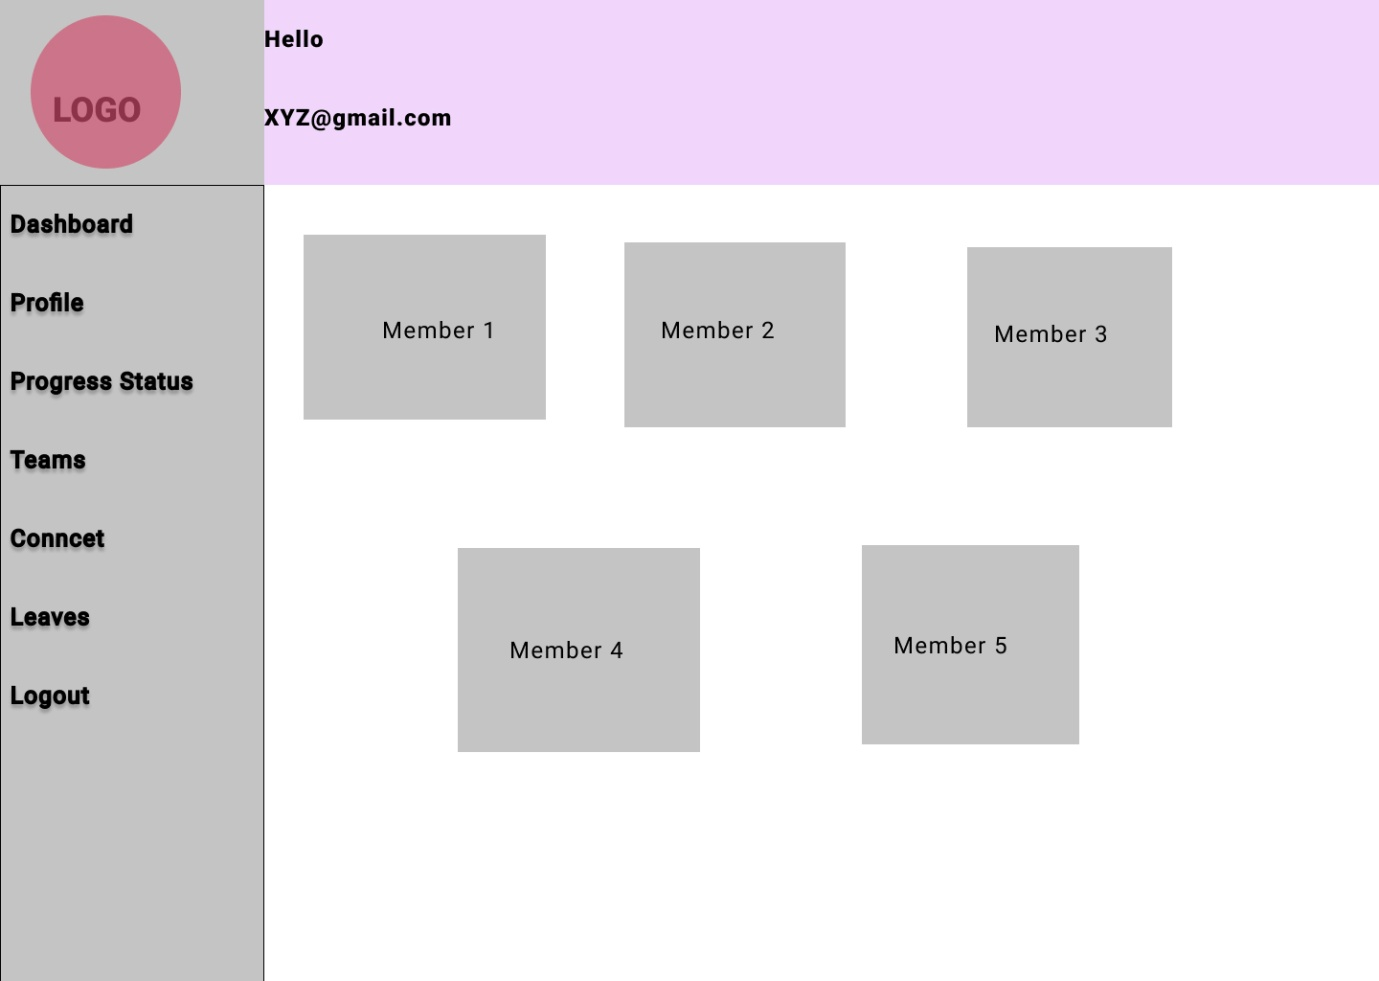 LOGO
Hello
XYZ@gmail.com
Dashboard
Profile
Progress Status
Teams
Conncet
Leaves
Logout
Member 1
Member 2
Member 3
Member 4
Member 5